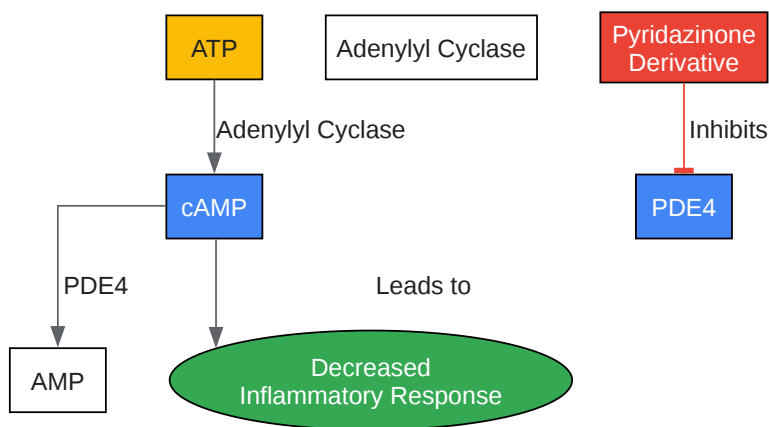 ATP
Adenylyl Cyclase
Pyridazinone
Derivative
Adenylyl Cyclase
Inhibits
cAMP
PDE4
PDE4
Leads to
AMP
Decreased
Inflammatory Response